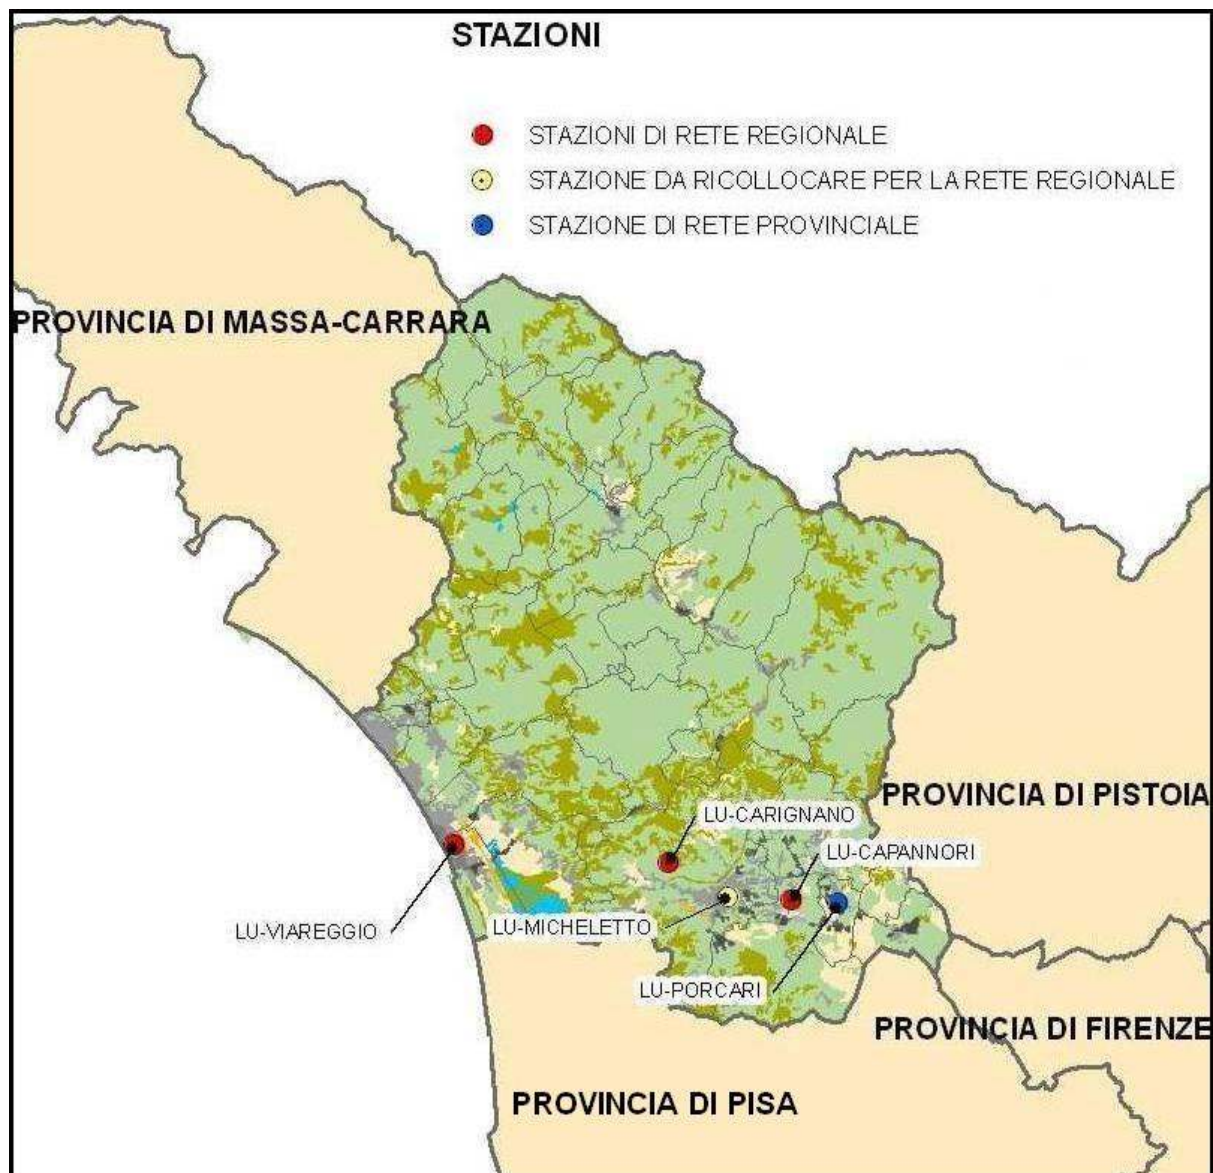 STAZIONI
STAZIONI DI RETE REGIONALE
STAZIONE DA RICOLLOCARE PER LA RETE REGIONALE
STAZIONE DI RETE PROVINCIALE
PROVINCIA DI MASSA-CARRARA
PROVINCIA DI PISTOIA
LU-CARIGNANO
LU-CAPANNORI
LU-VIAREGGIO
LU-MICHELETTO
LU-PORCARI
PROVINCIA DI FIRENZE
PROVINCIA DI PISA